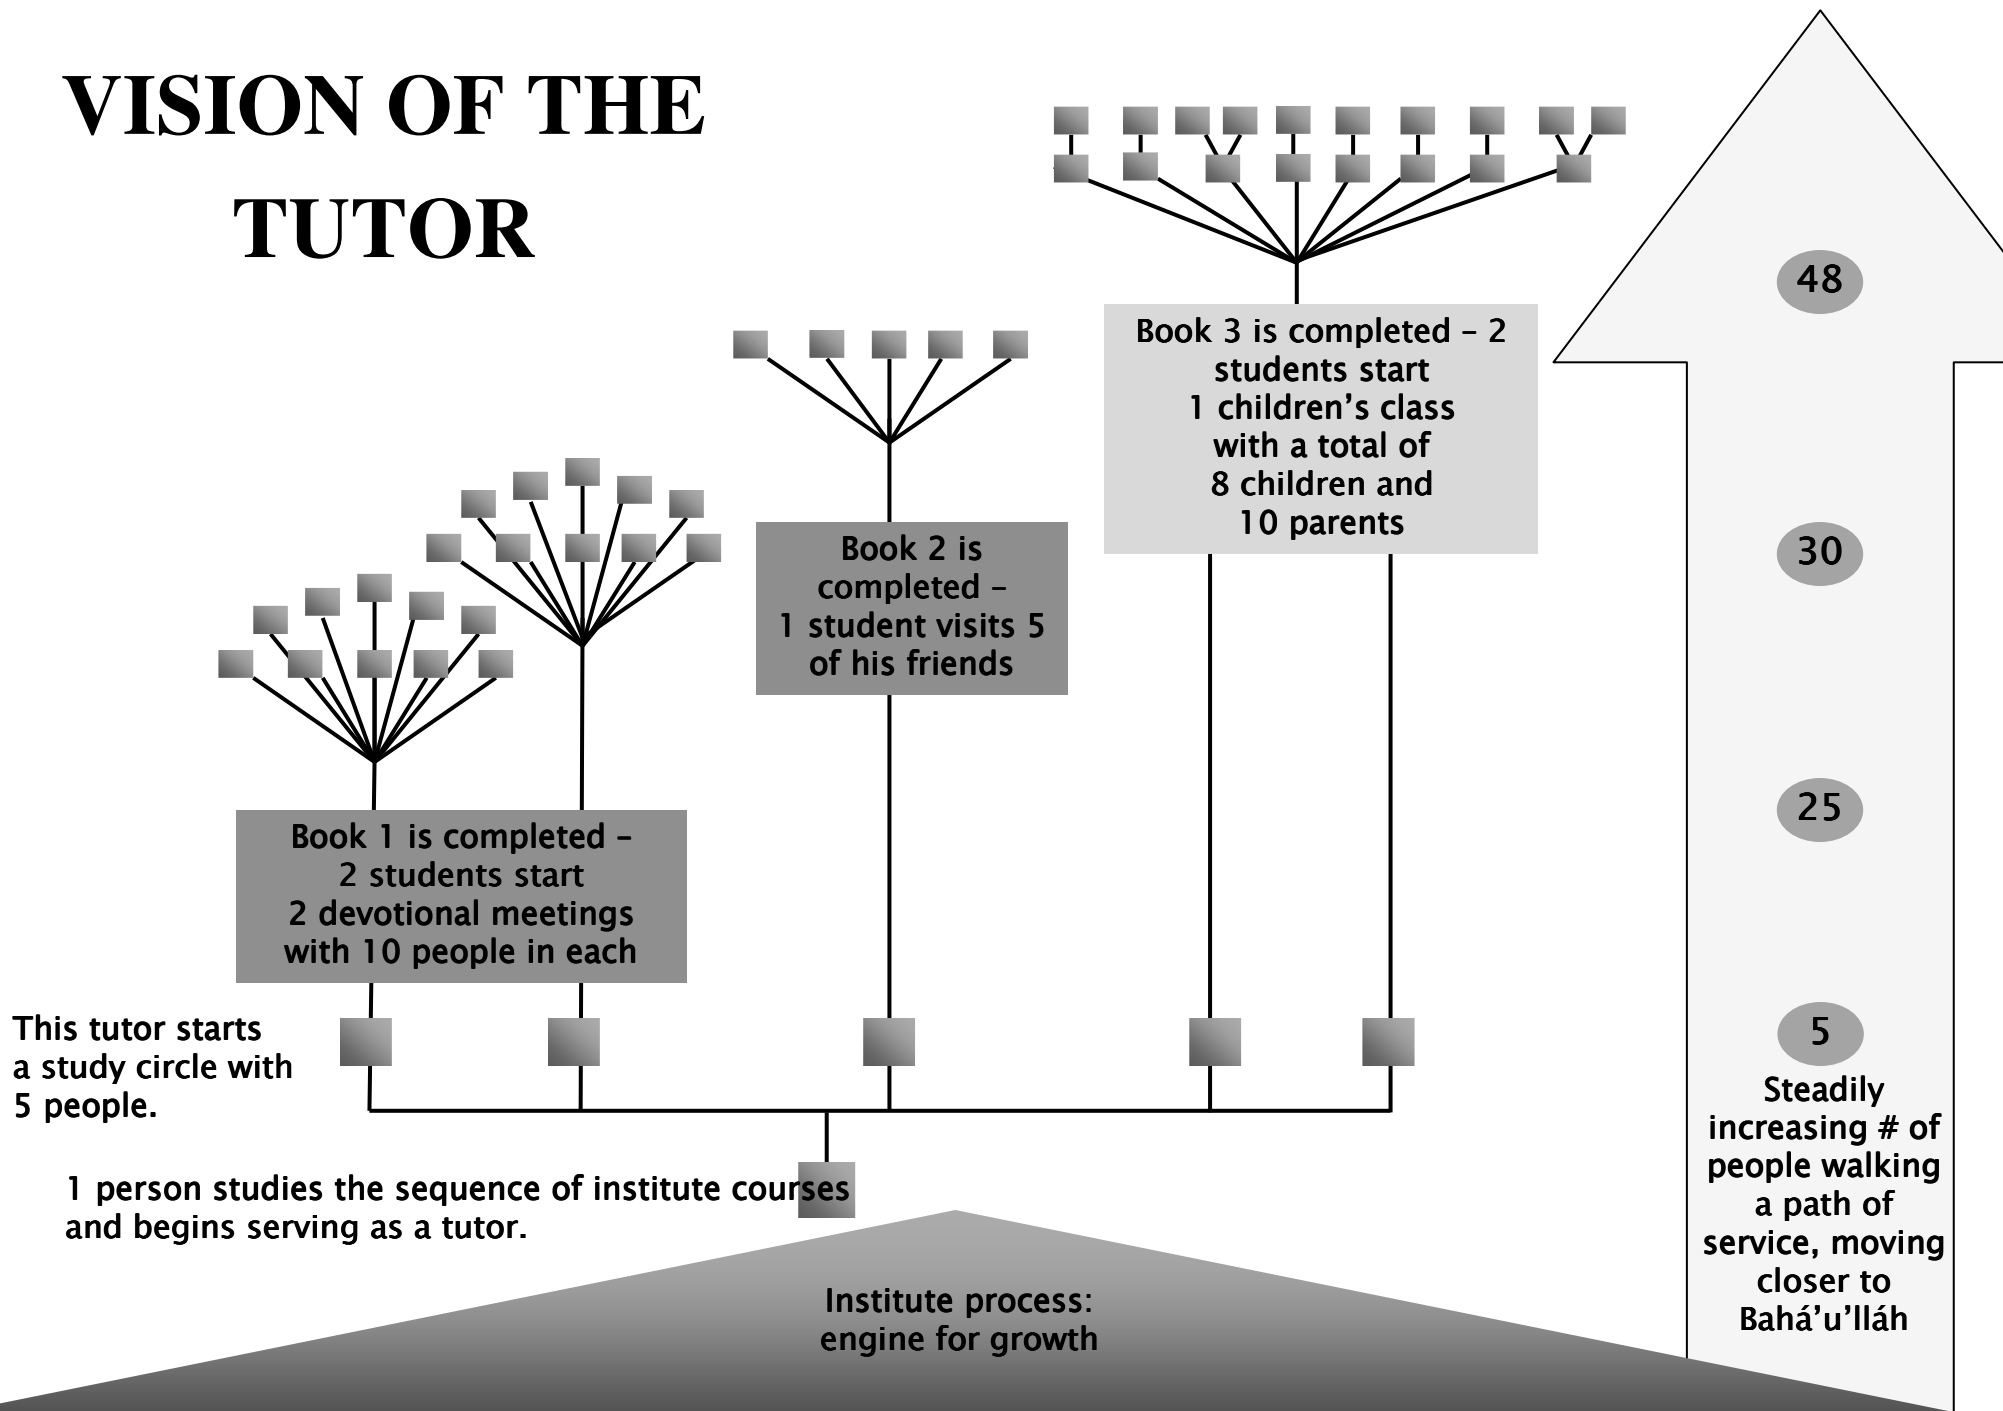 VISION OF THE
TUTOR
Book 3 is completed – 2
students start
1 children’s class
with a total of
8 children and
10 parents
48
Book 2 is
completed –
1 student visits 5
of his friends
30
Book 1 is completed –
2 students start
2 devotional meetings
with 10 people in each
25
This tutor starts
a study circle with
5 people.
5
1 person studies the sequence of institute courses
and begins serving as a tutor.
Steadily
increasing # of
people walking
a path of
service, moving
closer to
Bahá’u’lláh
Institute process:
engine for growth